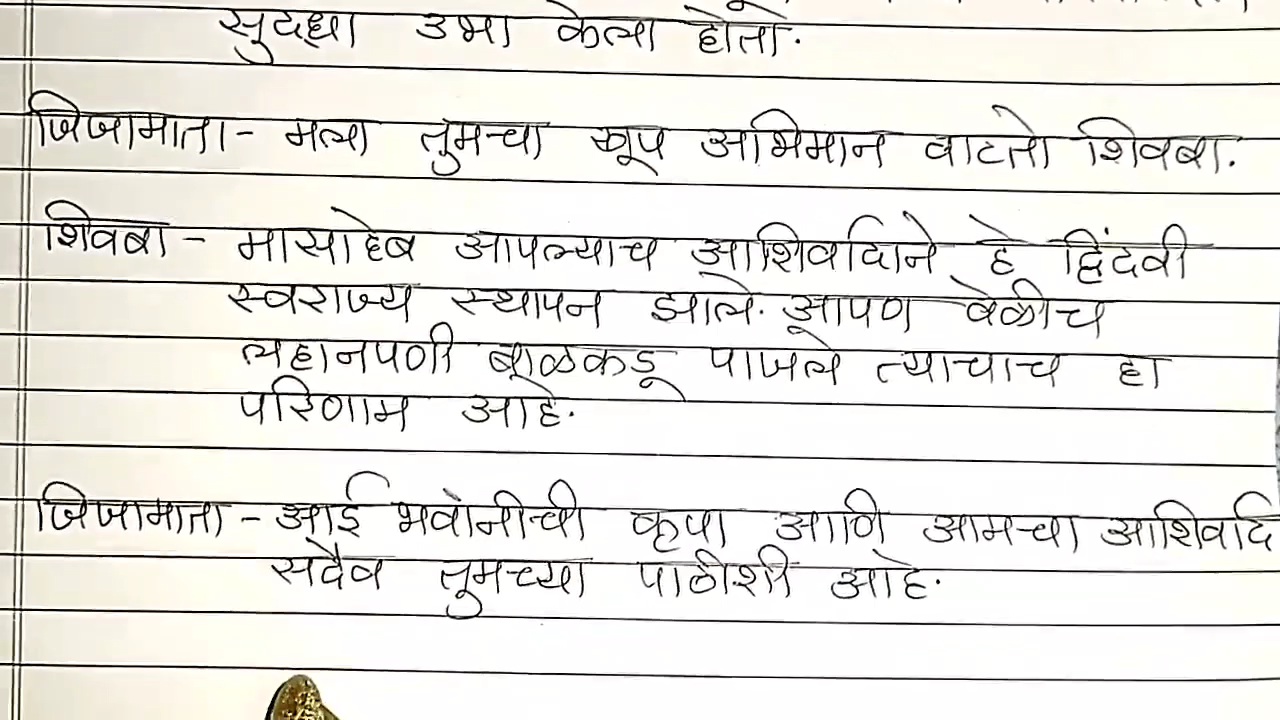 सुद्धा उभा केला होता.
जिजामाता - मला तुमचा खूप अभिमान वाटतो शिवबा.
शिवबा - मासाहेब आपल्याच आशिर्वादाने हे हिंदवी
स्वराज्य स्थापन झाले. आपण वेळीच
लहानपणी बाळकडू पाजले त्याचाच हा
परिणाम आहे.
जिजामाता - आई भवानीची कृपा आणि आमचा आशिर्वाद
सदैव तुमच्या पाठीशी आहे.